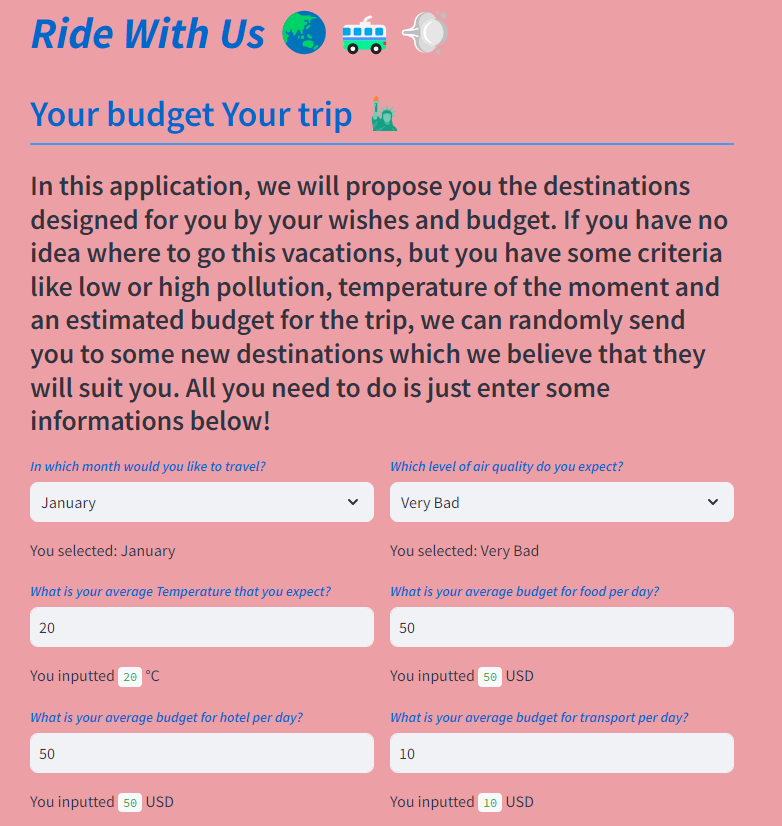 Ride With Us
Your budget Your trip
In this application, we will propose you the destinations
designed for you by your wishes and budget. If you have no
idea where to go this vacations, but you have some criteria
like low or high pollution, temperature of the moment and
an estimated budget for the trip, we can randomly send
you to some new destinations which we believe that they
will suit you. All you need to do is just enter some
informations below!
In which month would you like to travel?
January
You selected: January
Which level of air quality do you expect?
Very Bad
You selected: Very Bad
What is your average Temperature that you expect?
20
You inputted 20 °C
What is your average budget for food per day?
50
You inputted 50 USD
What is your average budget for hotel per day?
50
You inputted 50 USD
What is your average budget for transport per day?
10
You inputted 10 USD